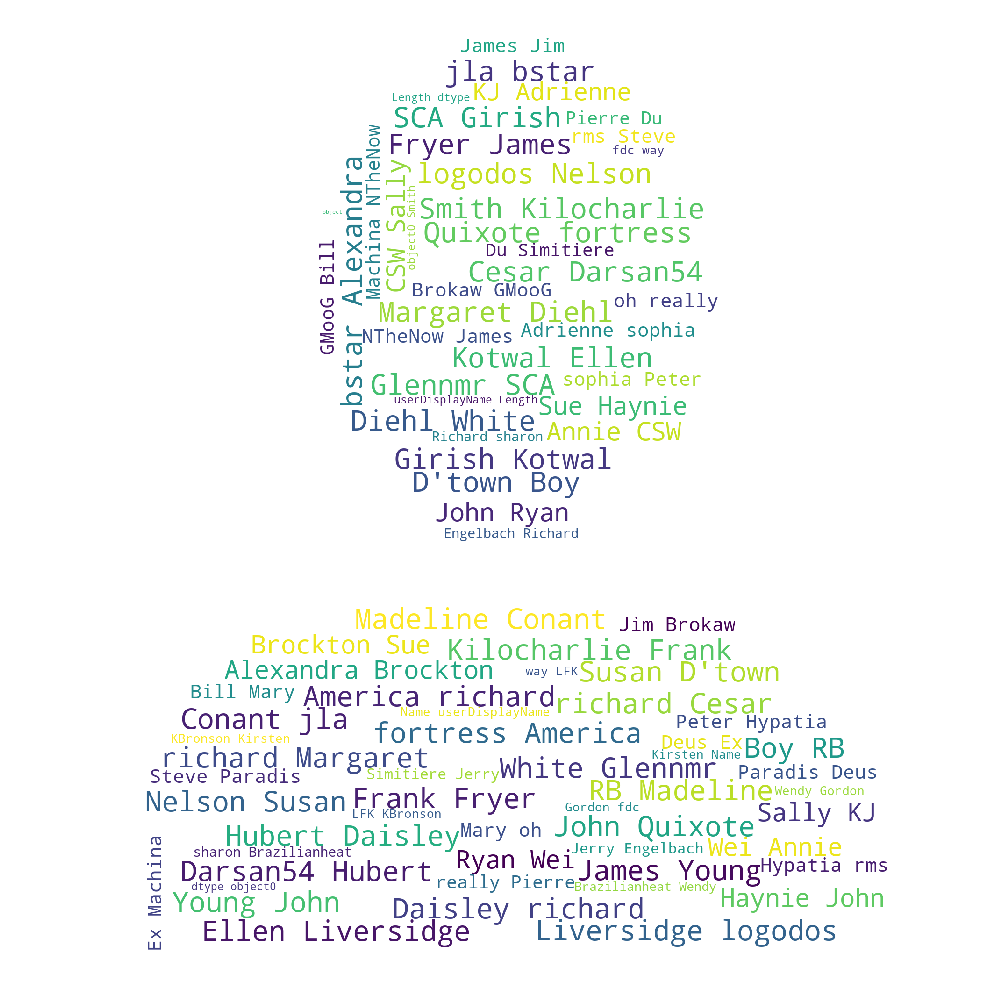 James Jim
jla bstar
Length dtype
KJ Adrienne
SCA Girish
Pierre Du
Fryer James
rms Steve
fdc way
logodos Nelson
bstar Alexandra
Machina NTheNow
CSW Sally
object0 Smith
object
GMooG Bill
Smith Kilocharlie
Quixote fortress
Du Simitiere
Cesar Darsan54
Brokaw GMooG
oh really
Margaret Diehl
Adrienne sophia
NTheNow James
Kotwal Ellen
Glennmr SCA
sophia Peter
userDisplayName Length
Sue Haynie
Diehl White
Annie CSW
Richard sharon
Girish Kotwal
D'town Boy
John Ryan
Engelbach Richard
Madeline Conant
Jim Brokaw
Brockton Sue
Kilocharlie Frank
Alexandra Brockton
way LFK
Susan D'town
Bill Mary
America richard
richard Cesar
Conant jla
Name userDisplayName
Peter Hypatia
fortress America
KBronson Kirsten
Deus Ex
Boy RB
Kirsten Name
richard Margaret
White Glennmr
Steve Paradis
Simitiere Jerry
Paradis Deus
RB Madeline
Wendy Gordon
Nelson Susan
Frank Fryer
Gordon fdc
Sally KJ
LFK KBronson
Hubert Daisley
Mary oh
John Quixote
Jerry Engelbach
Wei Annie
sharon Brazilianheat
Ryan Wei
Darsan54 Hubert
James Young
Hypatia rms
dtype object0
really Pierre
Brazilianheat Wendy
Ex Machina
Young John
Daisley richard
Haynie John
Ellen Liversidge
Liversidge logodos